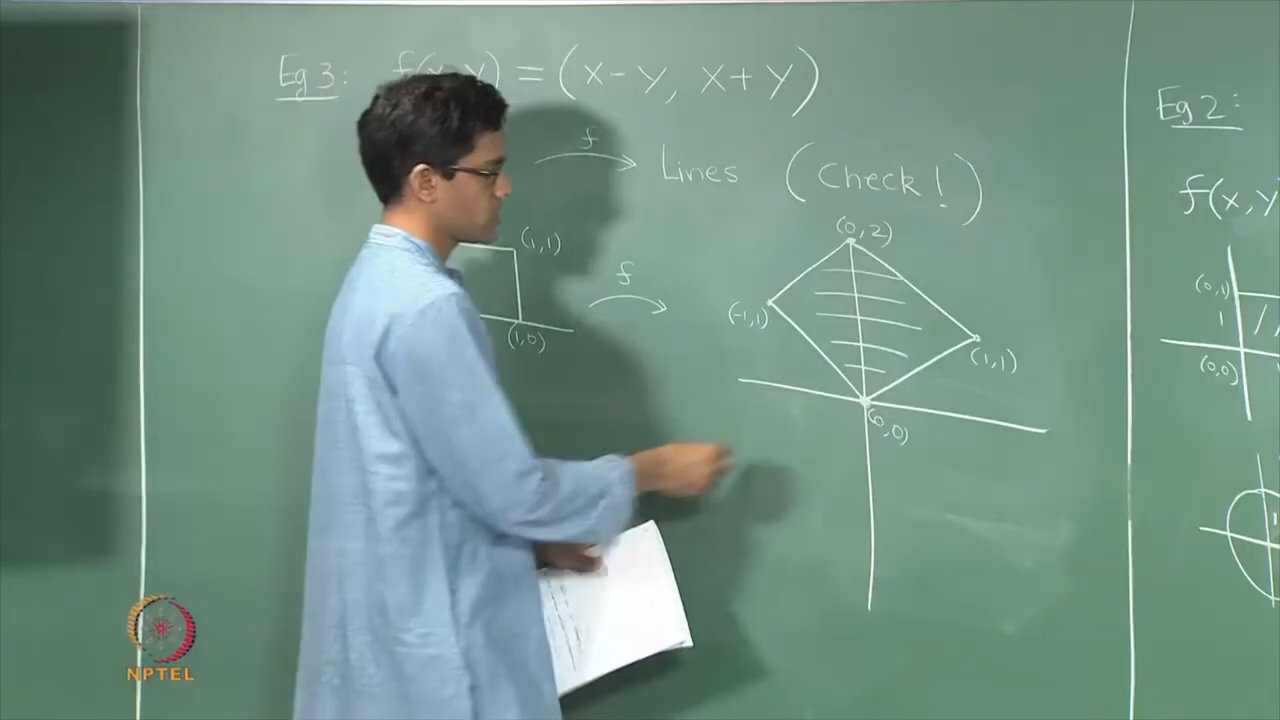 Eg 3: f(x,y) = (x-y, x+y)
f
Lines (Check!)
(1,1)
(1,0)
f
(0,2)
(-1,1)
(1,1)
(0,0)
Eg 2:
f(x,y
(0,1)
1
(0,0)
NPTEL